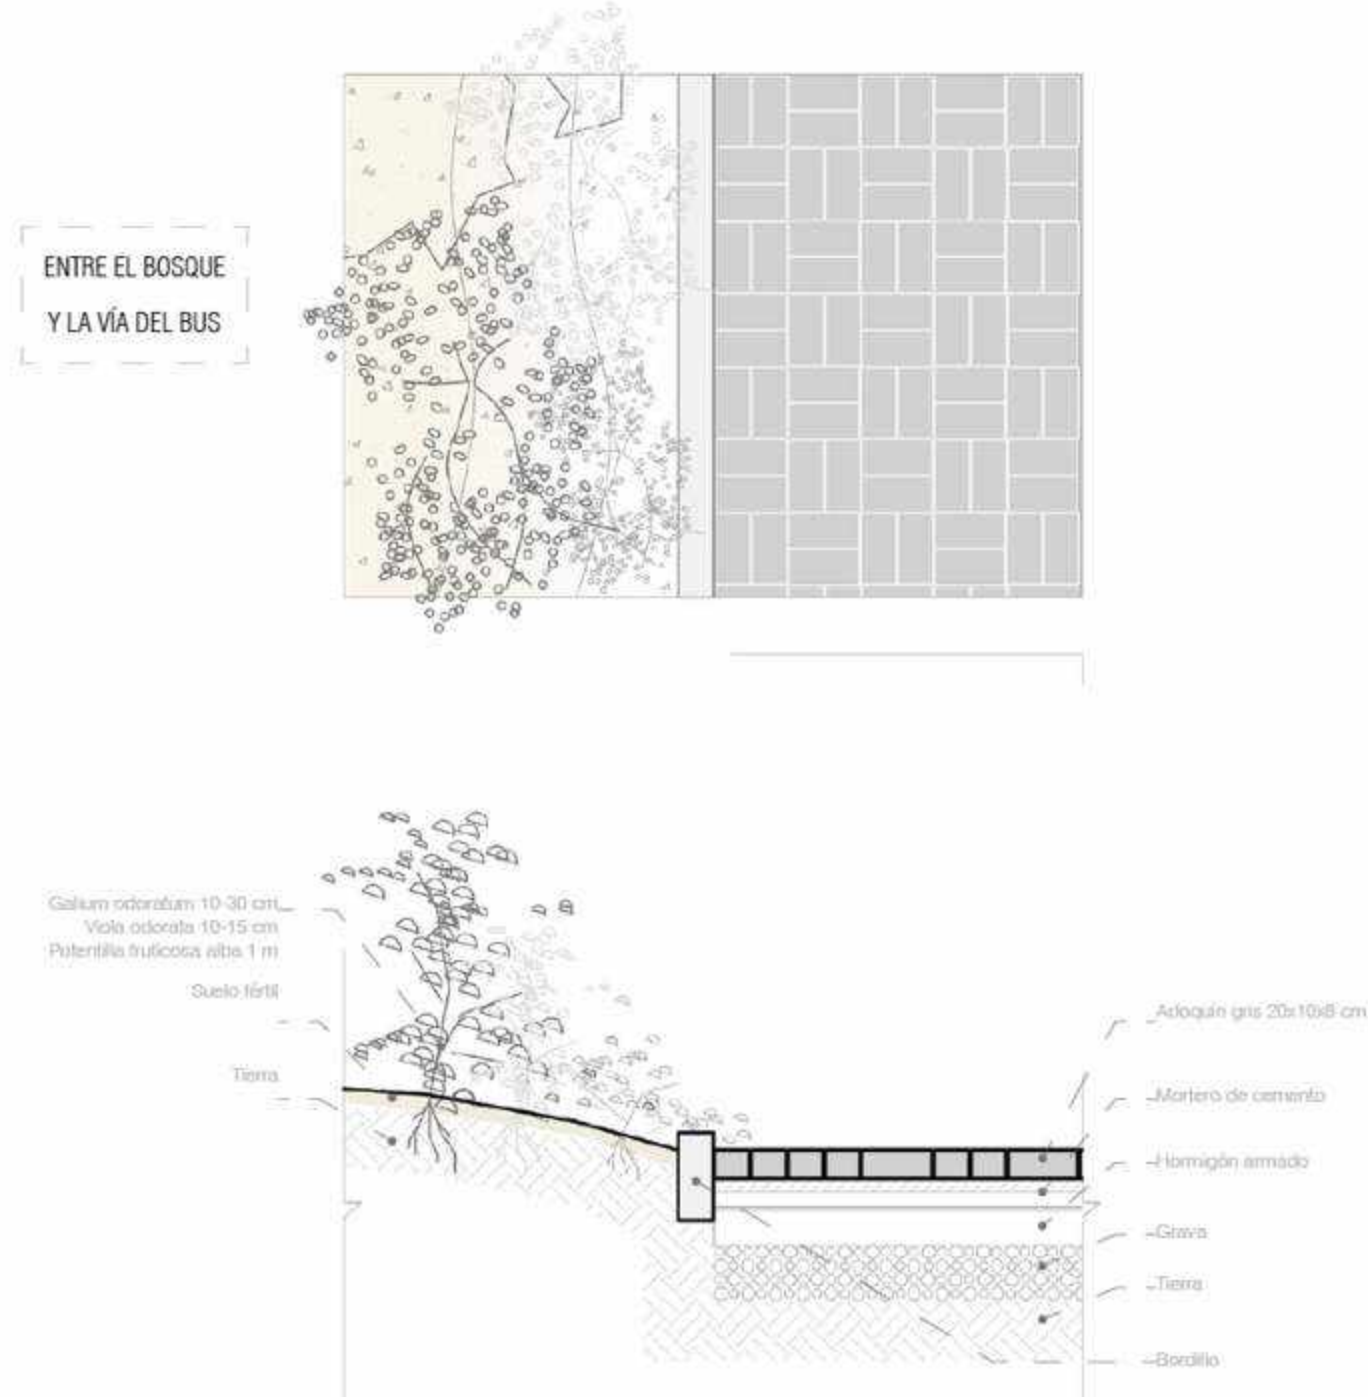 ENTRE EL BOSQUE
Y LA VÍA DEL BUS
Galium odoratum 10-30 cm
Viola odorata 10-15 cm
Potentilla fruticosa alba 1 m
Suelo fértil
Tierra
Adoquín gris 20x10x8 cm
Mortero de cemento
Hormigón armado
Grava
Tierra
Bordillo